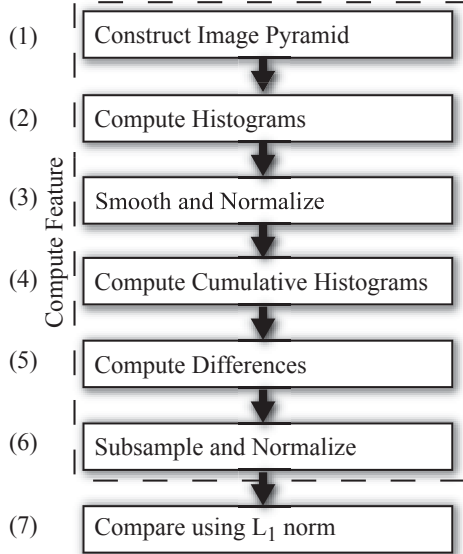 (1) Construct Image Pyramid
(2) Compute Histograms
(3) Smooth and Normalize
(4) Compute Cumulative Histograms
(5) Compute Differences
(6) Subsample and Normalize
(7) Compare using L₁ norm
Compute Feature